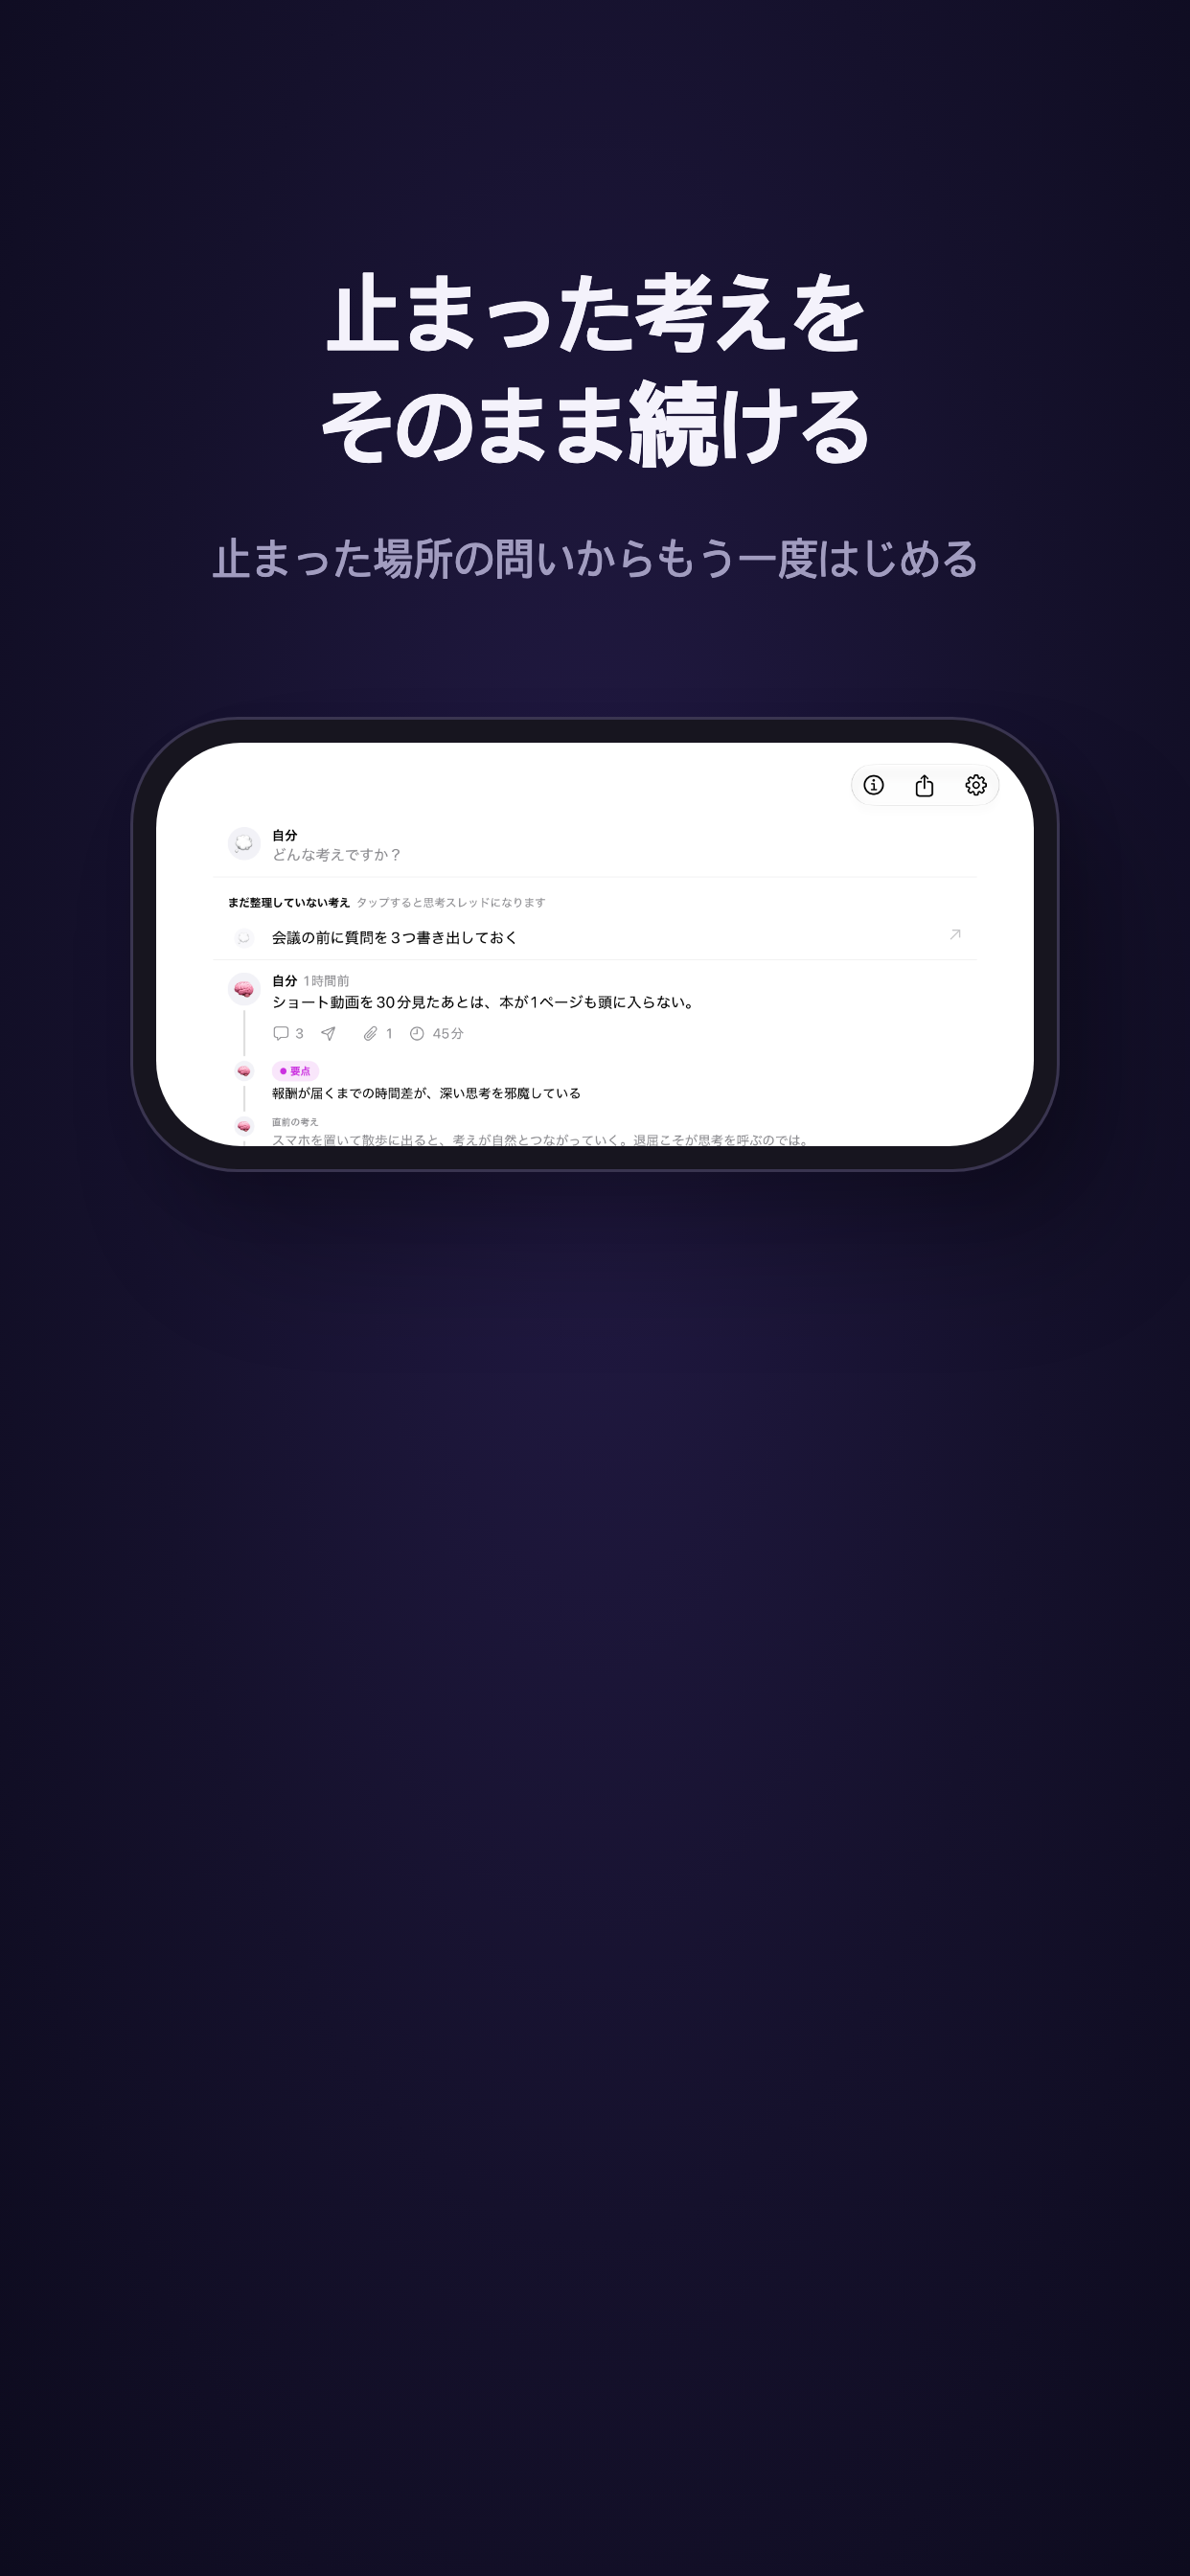 止まった考えを
そのまま続ける
止まった場所の問いからもう一度はじめる
自分
どんな考えですか？
まだ整理していない考え タップすると思考スレッドになります
会議の前に質問を3つ書き出しておく
自分 1時間前
ショート動画を30分見たあとは、本が1ページも頭に入らない。
3 1 45分
要点
報酬が届くまでの時間差が、深い思考を邪魔している
直前の考え
スマホを置いて散歩に出ると、考えが自然とつながっていく。退屈こそが思考を呼ぶのでは。